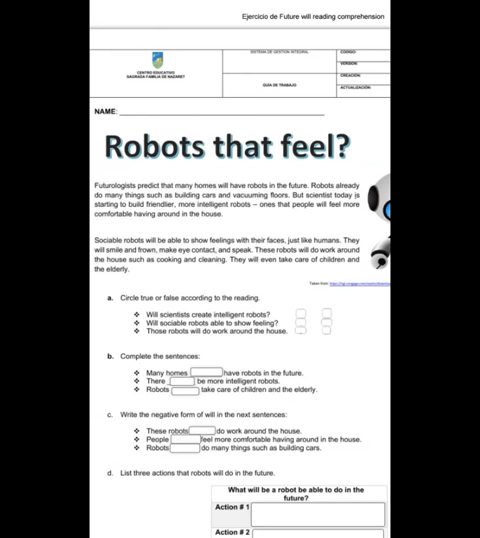 Ejercicio de Future will reading comprehension
SISTEMA DE GESTIÓN INTEGRAL
CÓDIGO:
VERSIÓN:
CENTRO EDUCATIVO
SAGRADA FAMILIA DE NAZARET
CREACIÓN:
GUÍA DE TRABAJO
ACTUALIZACIÓN:
NAME:
Robots that feel?
Futurologists predict that many homes will have robots in the future. Robots already
do many things such as building cars and vacuuming floors. But scientist today is
starting to build friendlier, more intelligent robots – ones that people will feel more
comfortable having around in the house.
Sociable robots will be able to show feelings with their faces, just like humans. They
will smile and frown, make eye contact, and speak. These robots will do work around
the house such as cooking and cleaning. They will even take care of children and
the elderly.
Taken from:
a. Circle true or false according to the reading.
❖ Will scientists create intelligent robots?
❖ Will sociable robots able to show feeling?
❖ Those robots will do work around the house.
b. Complete the sentences:
❖ Many homes have robots in the future.
❖ There be more intelligent robots.
❖ Robots take care of children and the elderly.
c. Write the negative form of will in the next sentences:
❖ These robots do work around the house.
❖ People feel more comfortable having around in the house.
❖ Robots do many things such as building cars.
d. List three actions that robots will do in the future.
What will be a robot be able to do in the
future?
Action # 1
Action # 2